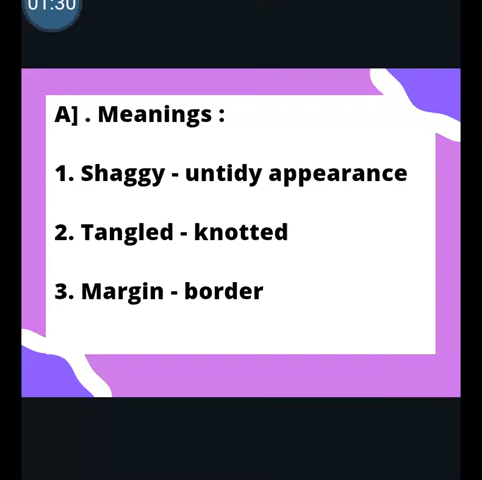 01:30
A] . Meanings :
1. Shaggy - untidy appearance
2. Tangled - knotted
3. Margin - border